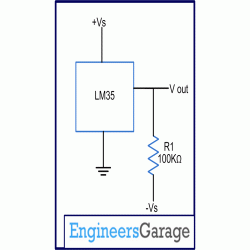 +Vs
LM35
V out
R1
100KΩ
-Vs
EngineersGarage